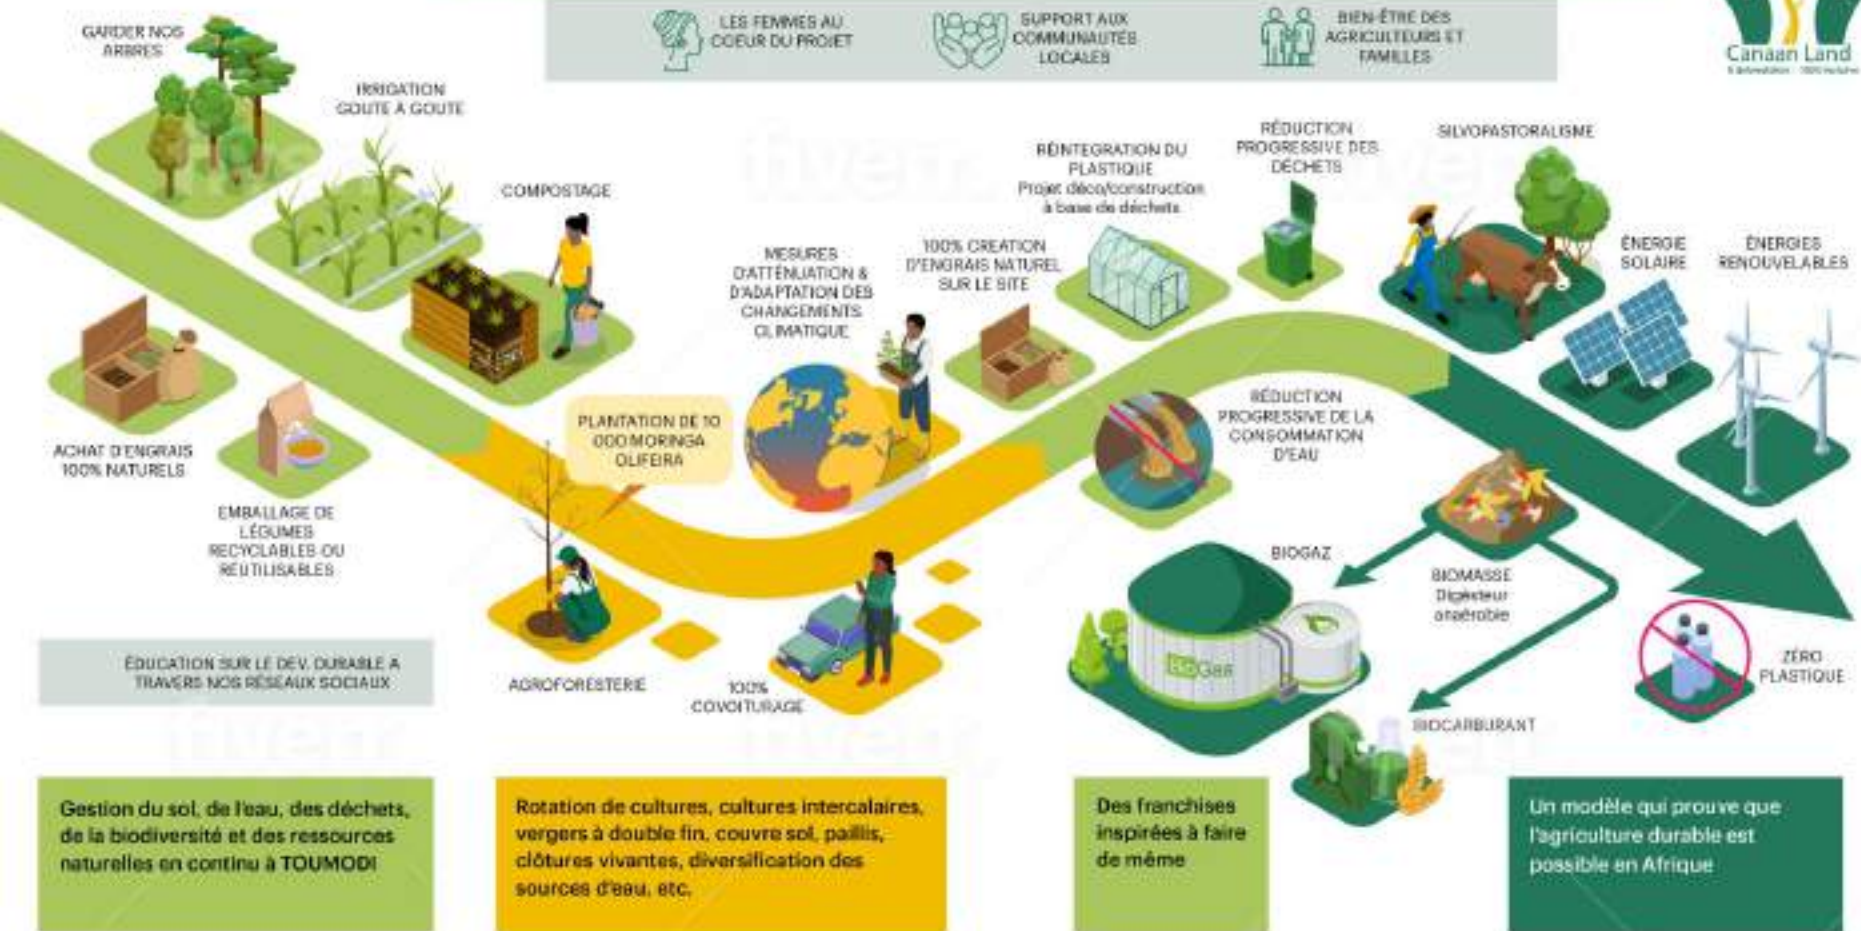 GARDER NOS
ARBRES
LES FEMMES AU
COEUR DU PROJET
SUPPORT AUX
COMMUNAUTÉS
LOCALES
BIEN-ÊTRE DES
AGRICULTEURS ET
FAMILLES
Canaan Land
IRRIGATION
GOUTE A GOUTE
COMPOSTAGE
ACHAT D'ENGRAIS
100% NATURELS
EMBALLAGE DE
LÉGUMES
RECYCLABLES OU
RÉUTILISABLES
PLANTATION DE 10
000 MORINGA
OLIFEIRA
MESURES
D'ATTÉNUATION &
D'ADAPTATION DES
CHANGEMENTS
CLIMATIQUE
100% CREATION
D'ENGRAIS NATUREL
SUR LE SITE
RÉINTEGRATION DU
PLASTIQUE
Projet déco/construction
à base de déchets
RÉDUCTION
PROGRESSIVE DES
DÉCHETS
SILVOPASTORALISME
ÉNERGIE
SOLAIRE
ÉNERGIES
RENOUVELABLES
RÉDUCTION
PROGRESSIVE DE LA
CONSOMMATION
D'EAU
AGROFORESTERIE
100%
COVOITURAGE
BIOGAZ
BioGas
BIOMASSE
Digesteur
anaérobie
BIOCARBURANT
ZÉRO
PLASTIQUE
ÉDUCATION SUR LE DEV. DURABLE A
TRAVERS NOS RÉSEAUX SOCIAUX
Gestion du sol, de l'eau, des déchets,
de la biodiversité et des ressources
naturelles en continu à TOUMODI
Rotation de cultures, cultures intercalaires,
vergers à double fin, couvre sol, paillis,
clôtures vivantes, diversification des
sources d'eau, etc.
Des franchises
inspirées à faire
de même
Un modèle qui prouve que
l'agriculture durable est
possible en Afrique
fiverr